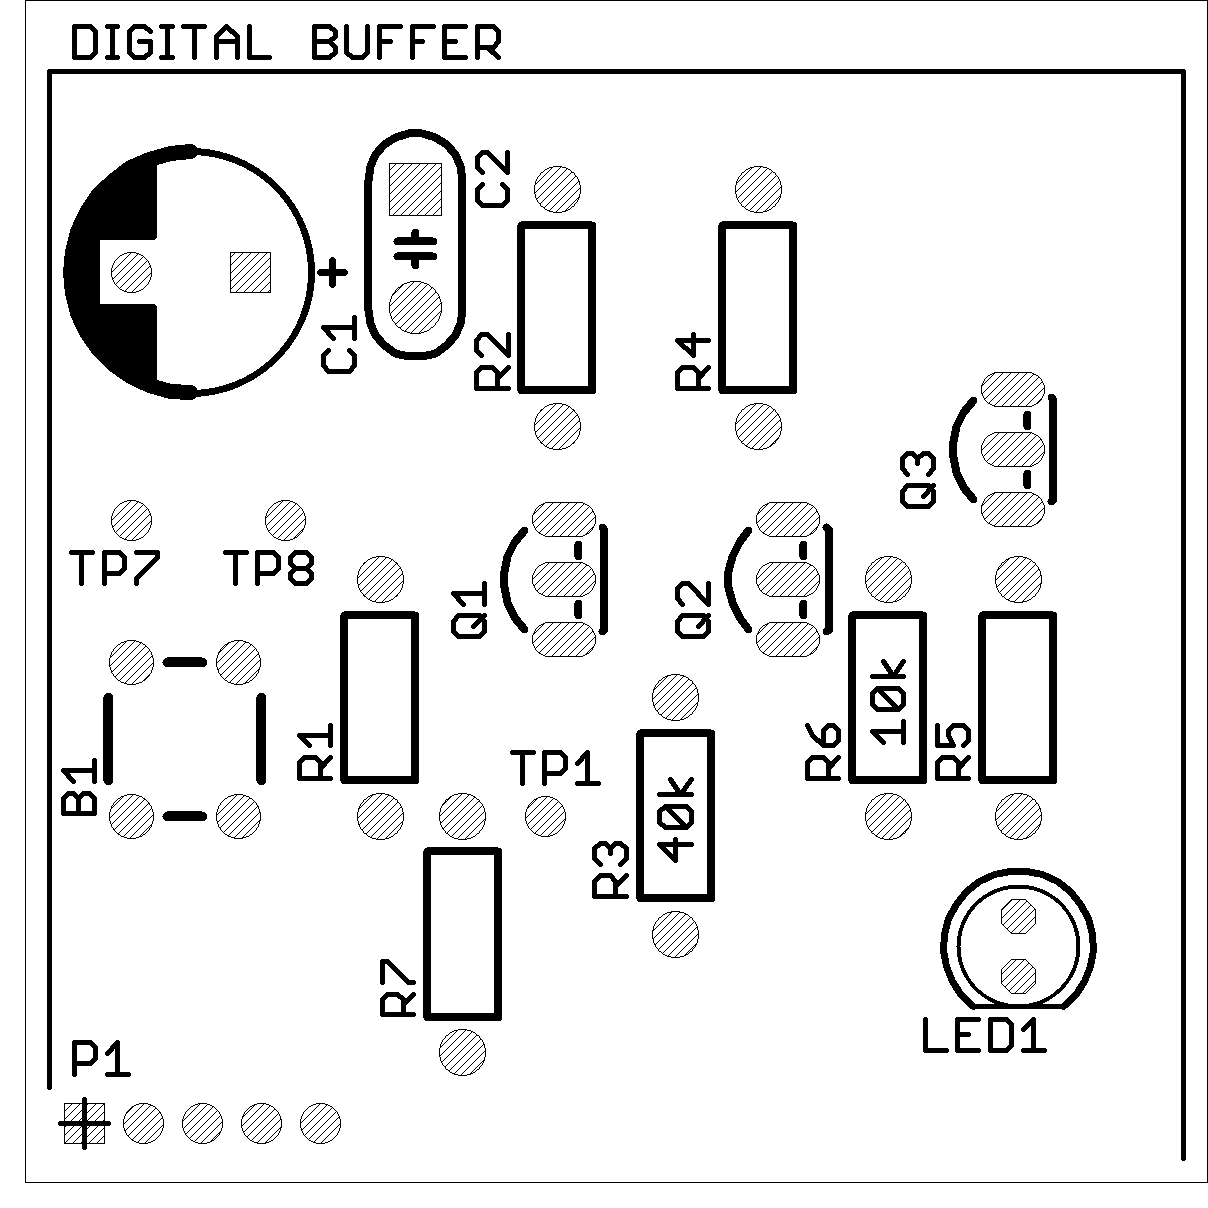 DIGITAL BUFFER
C2
+
C1
R2
R4
Q3
TP7
TP8
Q1
Q2
R1
TP1
B1
R6
10k
R5
R3
40k
R7
LED1
P1